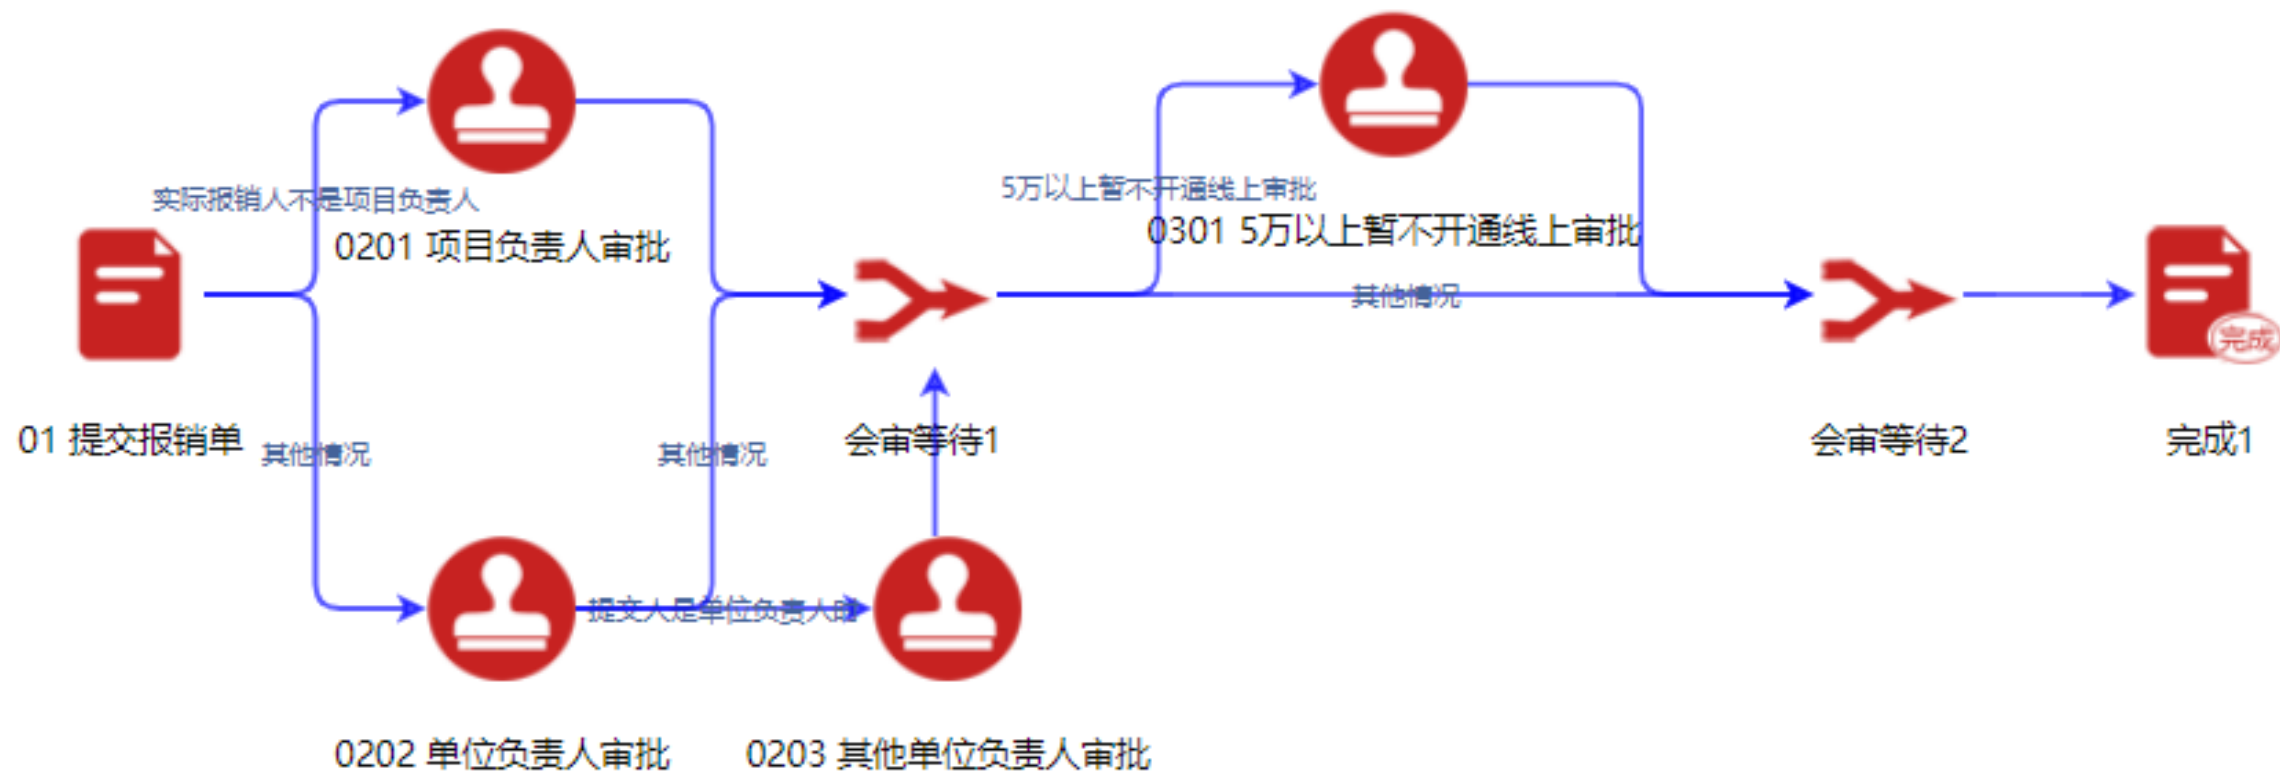 实际报销人不是项目负责人
0201 项目负责人审批
5万以上暂不开通线上审批
0301 5万以上暂不开通线上审批
其他情况
完成
01 提交报销单
其他情况
其他情况
会审等待1
会审等待2
完成1
提交人是单位负责人时
0202 单位负责人审批
0203 其他单位负责人审批